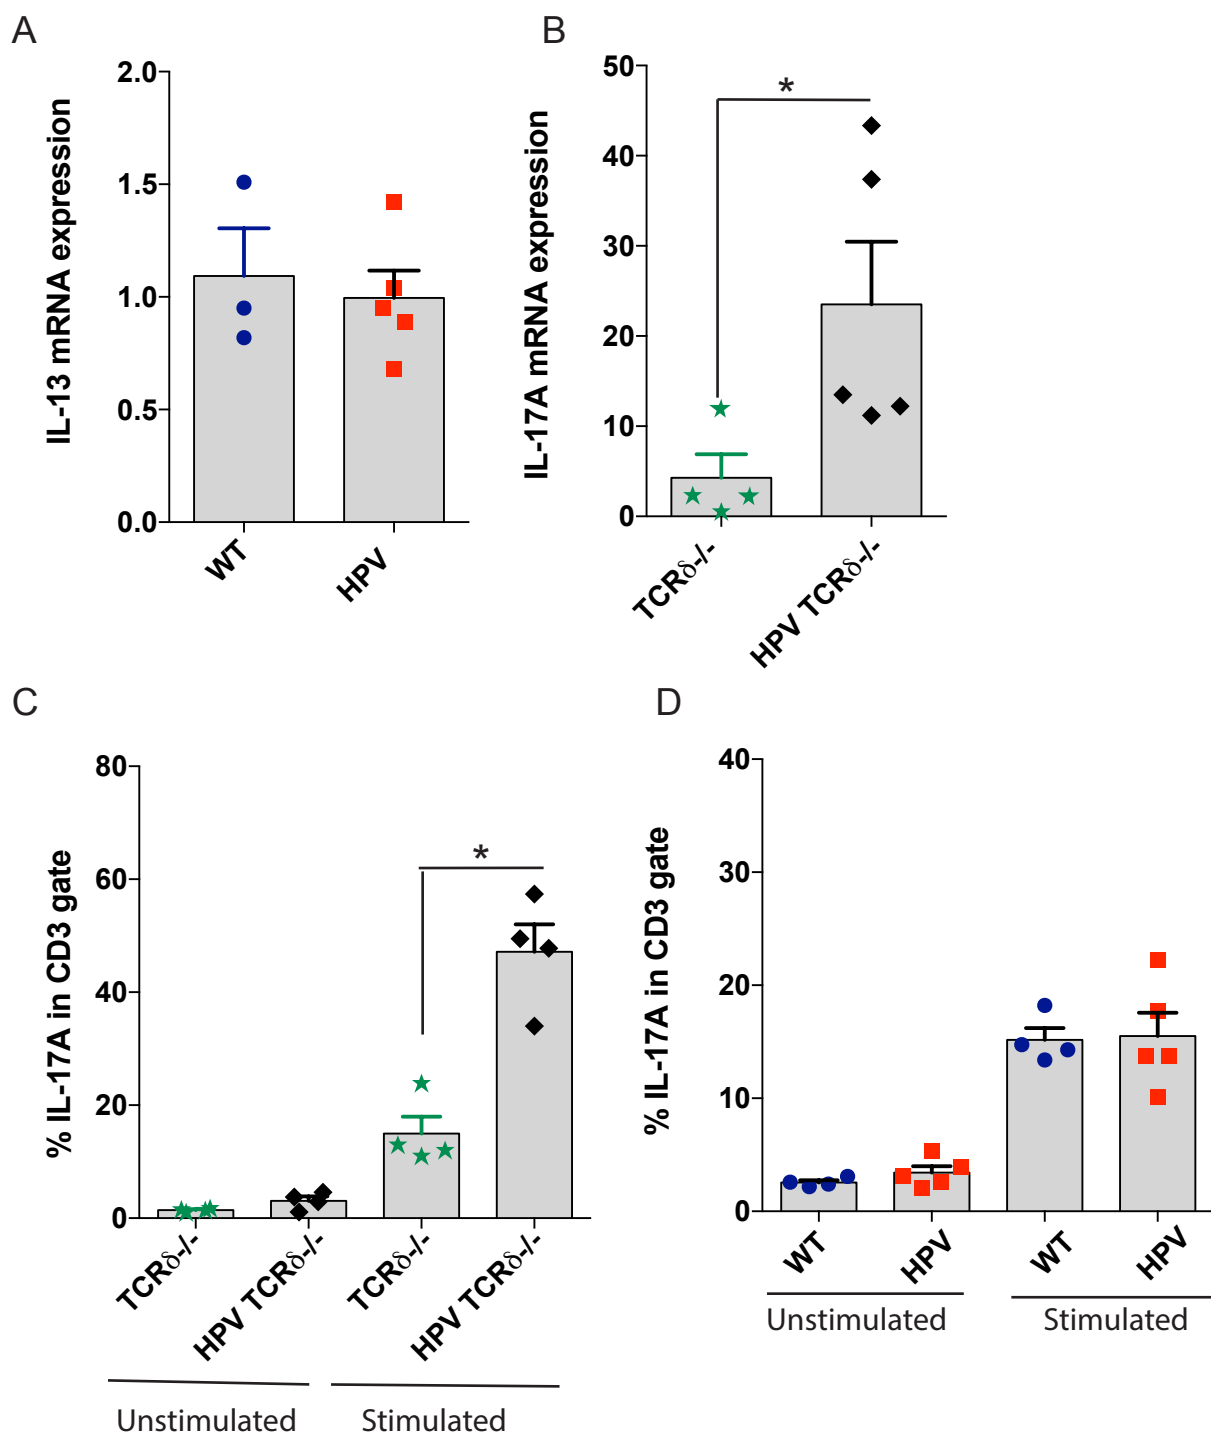 A
IL-13 mRNA expression
2.0
1.5
1.0
0.5
0.0
WT
HPV
B
IL-17A mRNA expression
50
40
30
20
10
0
*
TCRδ-/-
HPV TCRδ-/-
C
% IL-17A in CD3 gate
80
60
40
20
0
*
TCRδ-/-
HPV TCRδ-/-
TCRδ-/-
HPV TCRδ-/-
Unstimulated
Stimulated
D
% IL-17A in CD3 gate
40
30
20
10
0
WT
HPV
WT
HPV
Unstimulated
Stimulated